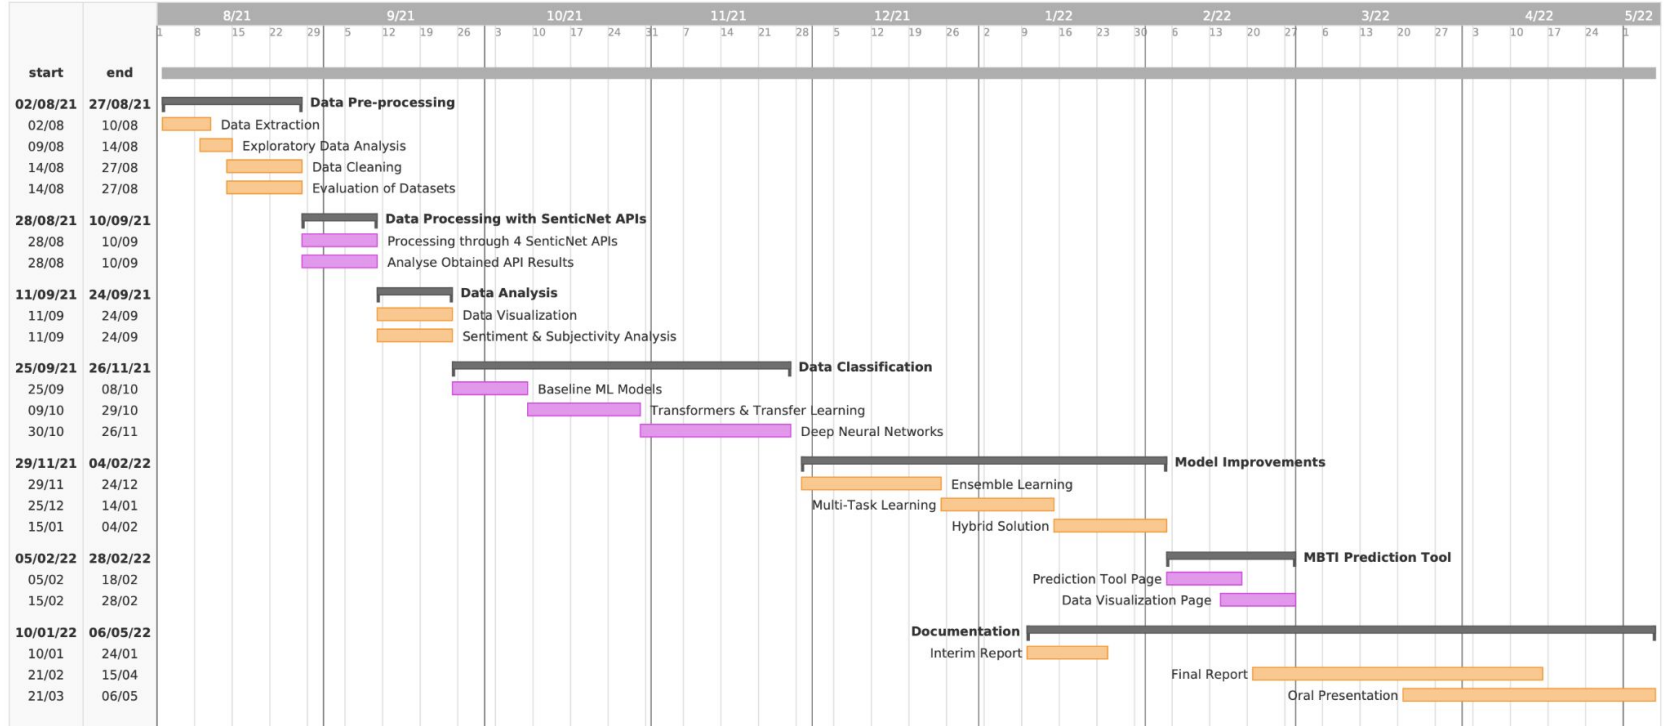 8/21 9/21 10/21 11/21 12/21 1/22 2/22 3/22 4/22 5/22
1 8 15 22 29 5 12 19 26 3 10 17 24 31 7 14 21 28 5 12 19 26 2 9 16 23 30 6 13 20 27 6 13 20 27 3 10 17 24 1
start end
02/08/21 27/08/21 Data Pre-processing
02/08 10/08 Data Extraction
09/08 14/08 Exploratory Data Analysis
14/08 27/08 Data Cleaning
14/08 27/08 Evaluation of Datasets
28/08/21 10/09/21 Data Processing with SenticNet APIs
28/08 10/09 Processing through 4 SenticNet APIs
28/08 10/09 Analyse Obtained API Results
11/09/21 24/09/21 Data Analysis
11/09 24/09 Data Visualization
11/09 24/09 Sentiment & Subjectivity Analysis
25/09/21 26/11/21 Data Classification
25/09 08/10 Baseline ML Models
09/10 29/10 Transformers & Transfer Learning
30/10 26/11 Deep Neural Networks
29/11/21 04/02/22 Model Improvements
29/11 24/12 Ensemble Learning
25/12 14/01 Multi-Task Learning
15/01 04/02 Hybrid Solution
05/02/22 28/02/22 MBTI Prediction Tool
05/02 18/02 Prediction Tool Page
15/02 28/02 Data Visualization Page
10/01/22 06/05/22 Documentation
10/01 24/01 Interim Report
21/02 15/04 Final Report
21/03 06/05 Oral Presentation